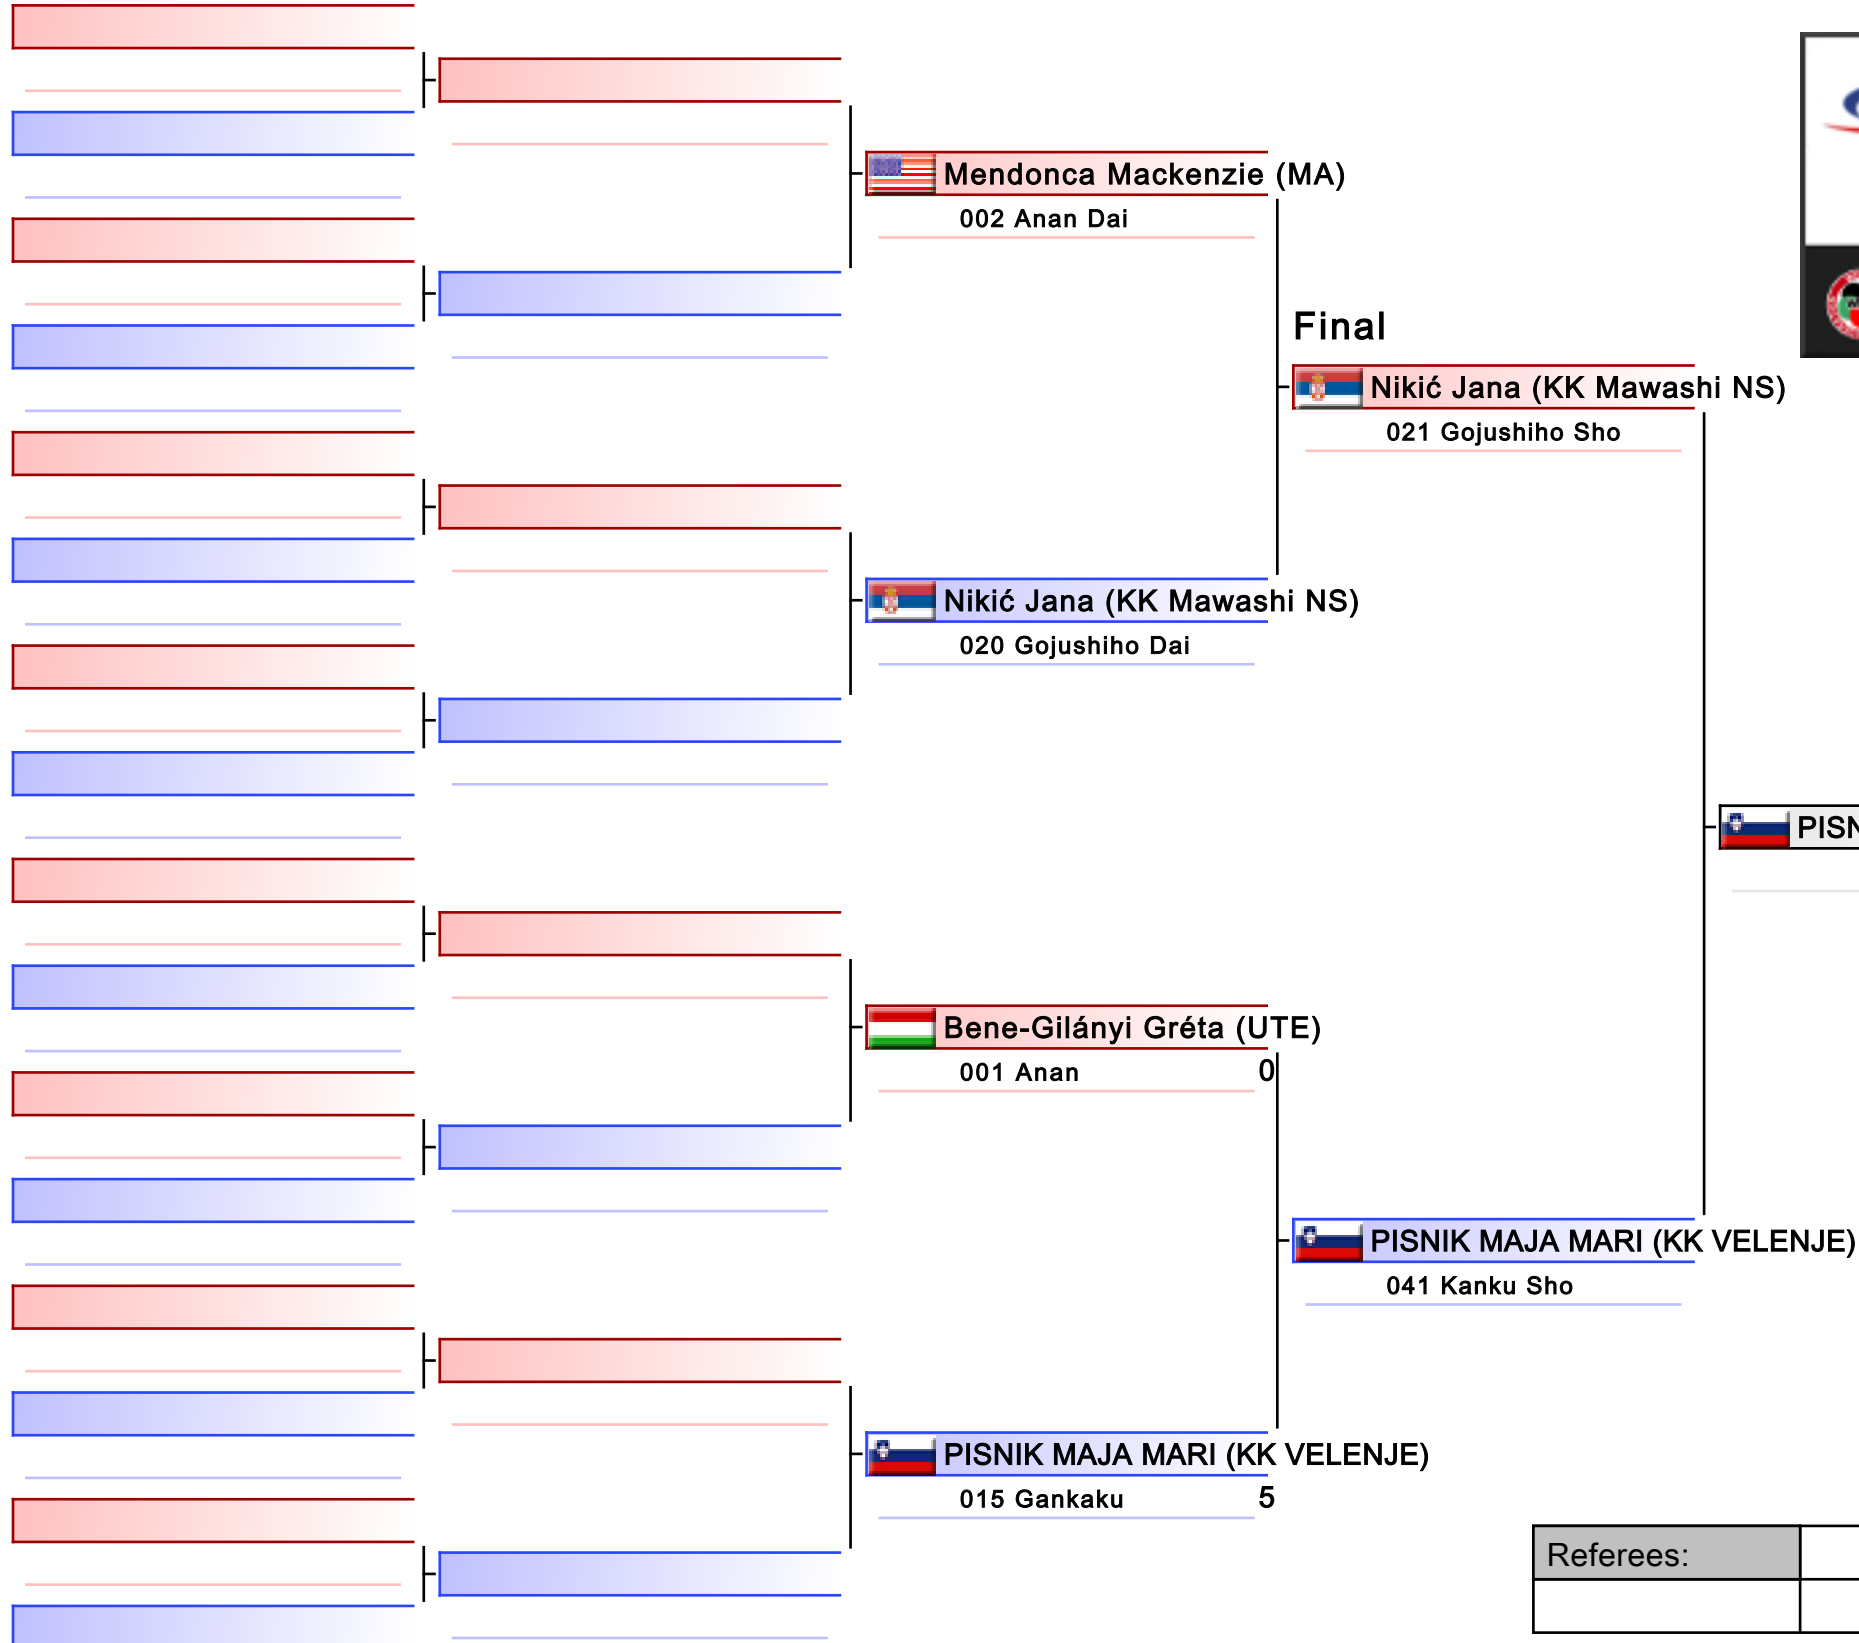 Mendonca Mackenzie (MA)
002 Anan Dai
Final
Nikić Jana (KK Mawashi NS)
021 Gojushiho Sho
Nikić Jana (KK Mawashi NS)
020 Gojushiho Dai
PISN
Bene-Gilányi Gréta (UTE)
001 Anan 0
PISNIK MAJA MARI (KK VELENJE)
041 Kanku Sho
PISNIK MAJA MARI (KK VELENJE)
015 Gankaku 5
Referees: